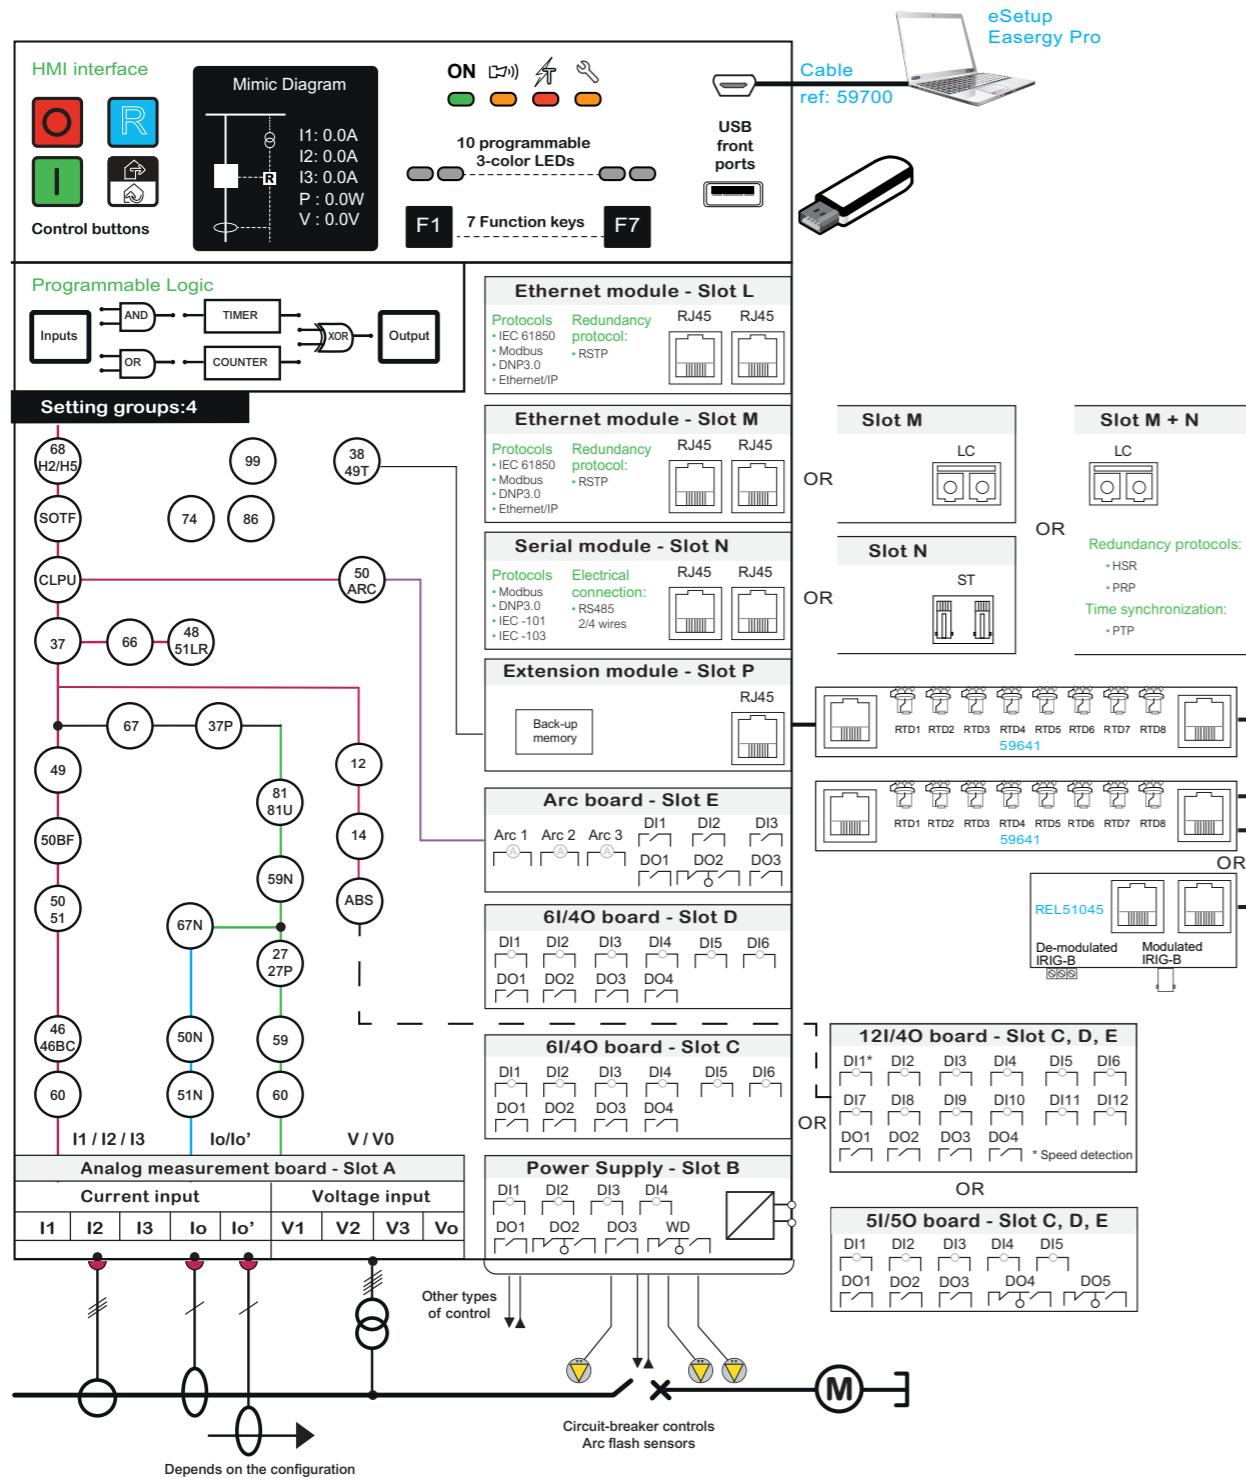 eSetup
Easergy Pro
HMI interface
R
Control buttons
Mimic Diagram
I1: 0.0A
I2: 0.0A
I3: 0.0A
P : 0.0W
V : 0.0V
R
ON
10 programmable
3-color LEDs
F1
7 Function keys
F7
USB
front
ports
Cable
ref: 59700
Programmable Logic
Inputs
AND
TIMER
XOR
Output
OR
COUNTER
Setting groups:4
68
H2/H5
99
38
49T
SOTF
74
86
CLPU
50
ARC
37
66
48
51LR
67
37P
49
12
81
81U
50BF
14
59N
50
51
ABS
67N
27
27P
46
46BC
50N
59
60
51N
60
I1 / I2 / I3
Io/Io'
V / V0
Analog measurement board - Slot A
Current input
Voltage input
I1
I2
I3
Io
Io'
V1
V2
V3
Vo
Ethernet module - Slot L
Protocols
• IEC 61850
• Modbus
• DNP3.0
• Ethernet/IP
Redundancy
protocol:
• RSTP
RJ45
RJ45
Ethernet module - Slot M
Protocols
• IEC 61850
• Modbus
• DNP3.0
• Ethernet/IP
Redundancy
protocol:
• RSTP
RJ45
RJ45
OR
Slot M
LC
Serial module - Slot N
Protocols
• Modbus
• DNP3.0
• IEC -101
• IEC -103
Electrical
connection:
• RS485
2/4 wires
RJ45
RJ45
OR
Slot N
ST
OR
Slot M + N
LC
Redundancy protocols:
• HSR
• PRP
Time synchronization:
• PTP
Extension module - Slot P
Back-up
memory
RJ45
RTD1
RTD2
RTD3
RTD4
RTD5
RTD6
RTD7
RTD8
59641
RTD1
RTD2
RTD3
RTD4
RTD5
RTD6
RTD7
RTD8
59641
OR
REL51045
De-modulated
IRIG-B
Modulated
IRIG-B
Arc board - Slot E
Arc 1
Arc 2
Arc 3
A
A
A
DI1
DI2
DI3
DO1
DO2
DO3
6I/4O board - Slot D
DI1
DI2
DI3
DI4
DI5
DI6
DO1
DO2
DO3
DO4
6I/4O board - Slot C
DI1
DI2
DI3
DI4
DI5
DI6
DO1
DO2
DO3
DO4
OR
12I/4O board - Slot C, D, E
DI1*
DI2
DI3
DI4
DI5
DI6
DI7
DI8
DI9
DI10
DI11
DI12
DO1
DO2
DO3
DO4
* Speed detection
OR
Power Supply - Slot B
DI1
DI2
DI3
DI4
DO1
DO2
DO3
WD
5I/5O board - Slot C, D, E
DI1
DI2
DI3
DI4
DI5
DO1
DO2
DO3
DO4
DO5
Other types
of control
M
Circuit-breaker controls
Arc flash sensors
Depends on the configuration